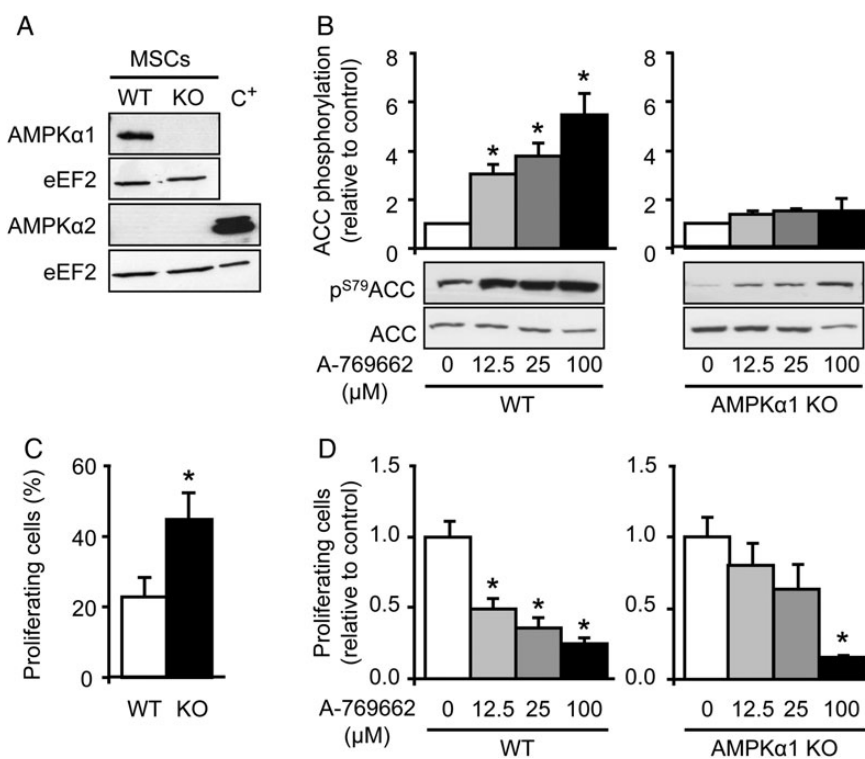 A
MSCs
WT KO C⁺
AMPKα1
eEF2
AMPKα2
eEF2
B
ACC phosphorylation
(relative to control)
8
6
4
2
0
*
*
*
8
6
4
2
0
pS79ACC
ACC
A-769662
(µM)
0 12.5 25 100
WT
0 12.5 25 100
AMPKα1 KO
C
Proliferating cells (%)
60
40
20
0
*
WT KO
D
Proliferating cells
(relative to control)
1.5
1.0
0.5
0.0
*
*
*
1.5
1.0
0.5
0.0
*
A-769662
(µM)
0 12.5 25 100
WT
0 12.5 25 100
AMPKα1 KO